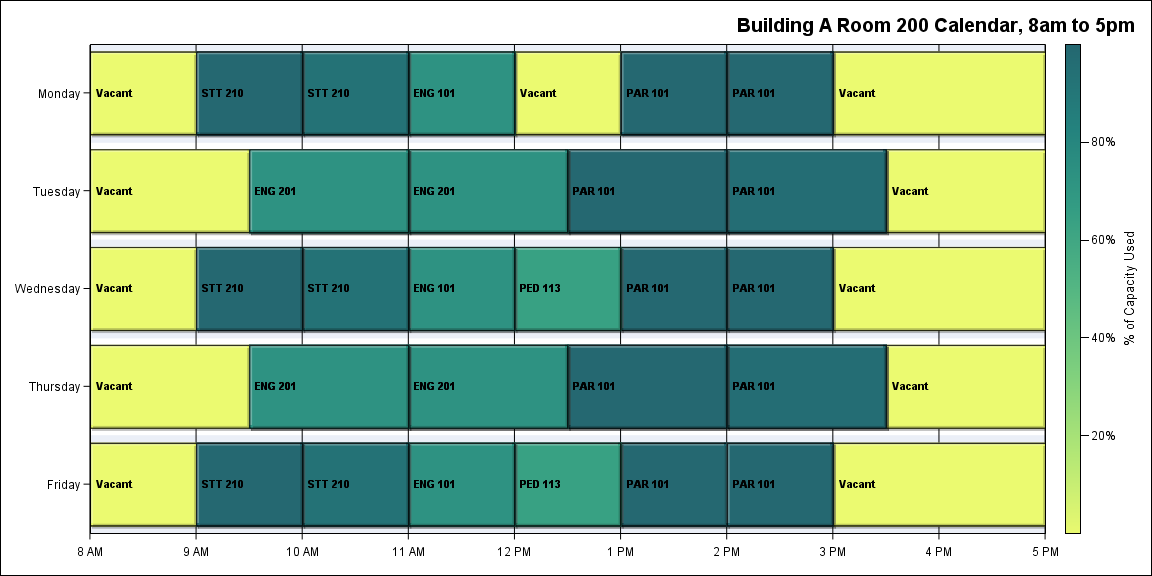 Building A Room 200 Calendar, 8am to 5pm
Monday
Vacant
STT 210
STT 210
ENG 101
Vacant
PAR 101
PAR 101
Vacant
Tuesday
Vacant
ENG 201
ENG 201
PAR 101
PAR 101
Vacant
Wednesday
Vacant
STT 210
STT 210
ENG 101
PED 113
PAR 101
PAR 101
Vacant
Thursday
Vacant
ENG 201
ENG 201
PAR 101
PAR 101
Vacant
Friday
Vacant
STT 210
STT 210
ENG 101
PED 113
PAR 101
PAR 101
Vacant
8 AM
9 AM
10 AM
11 AM
12 PM
1 PM
2 PM
3 PM
4 PM
5 PM
80%
60%
40%
20%
% of Capacity Used